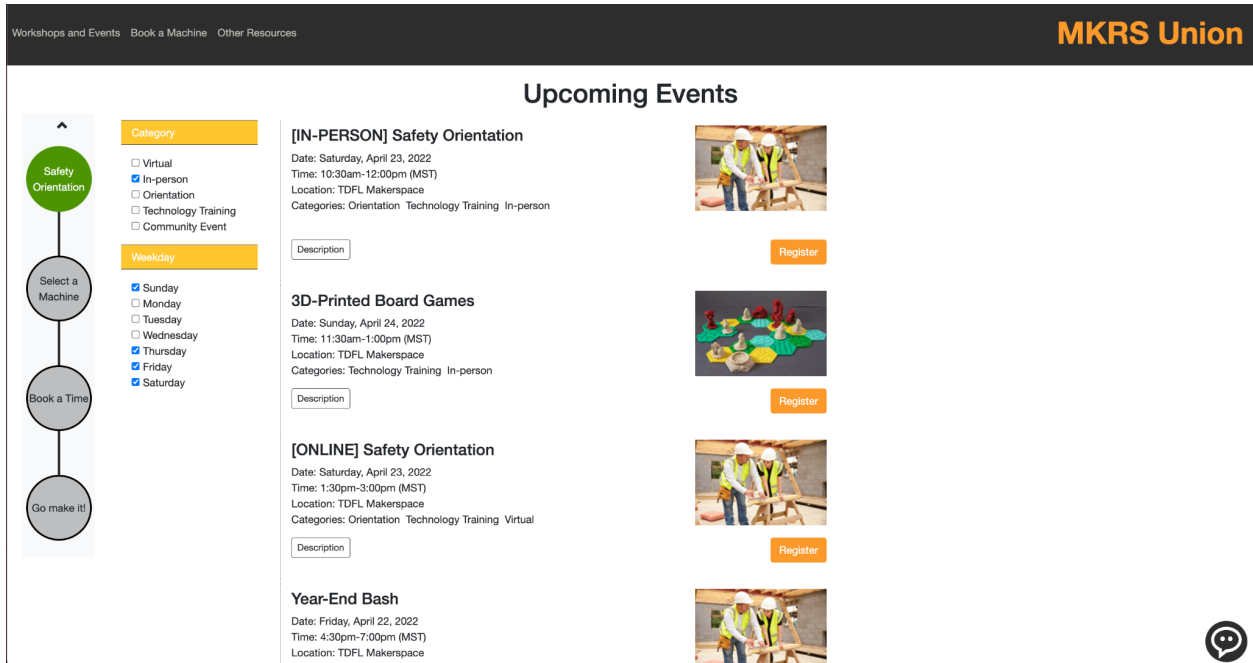 Workshops and Events Book a Machine Other Resources
MKRS Union
Upcoming Events
Safety
Orientation
Select a
Machine
Book a Time
Go make it!
Category
Virtual
In-person
Orientation
Technology Training
Community Event
Weekday
Sunday
Monday
Tuesday
Wednesday
Thursday
Friday
Saturday
[IN-PERSON] Safety Orientation
Date: Saturday, April 23, 2022
Time: 10:30am-12:00pm (MST)
Location: TDFL Makerspace
Categories: Orientation Technology Training In-person
Description
Register
3D-Printed Board Games
Date: Sunday, April 24, 2022
Time: 11:30am-1:00pm (MST)
Location: TDFL Makerspace
Categories: Technology Training In-person
Description
Register
[ONLINE] Safety Orientation
Date: Saturday, April 23, 2022
Time: 1:30pm-3:00pm (MST)
Location: TDFL Makerspace
Categories: Orientation Technology Training Virtual
Description
Register
Year-End Bash
Date: Friday, April 22, 2022
Time: 4:30pm-7:00pm (MST)
Location: TDFL Makerspace